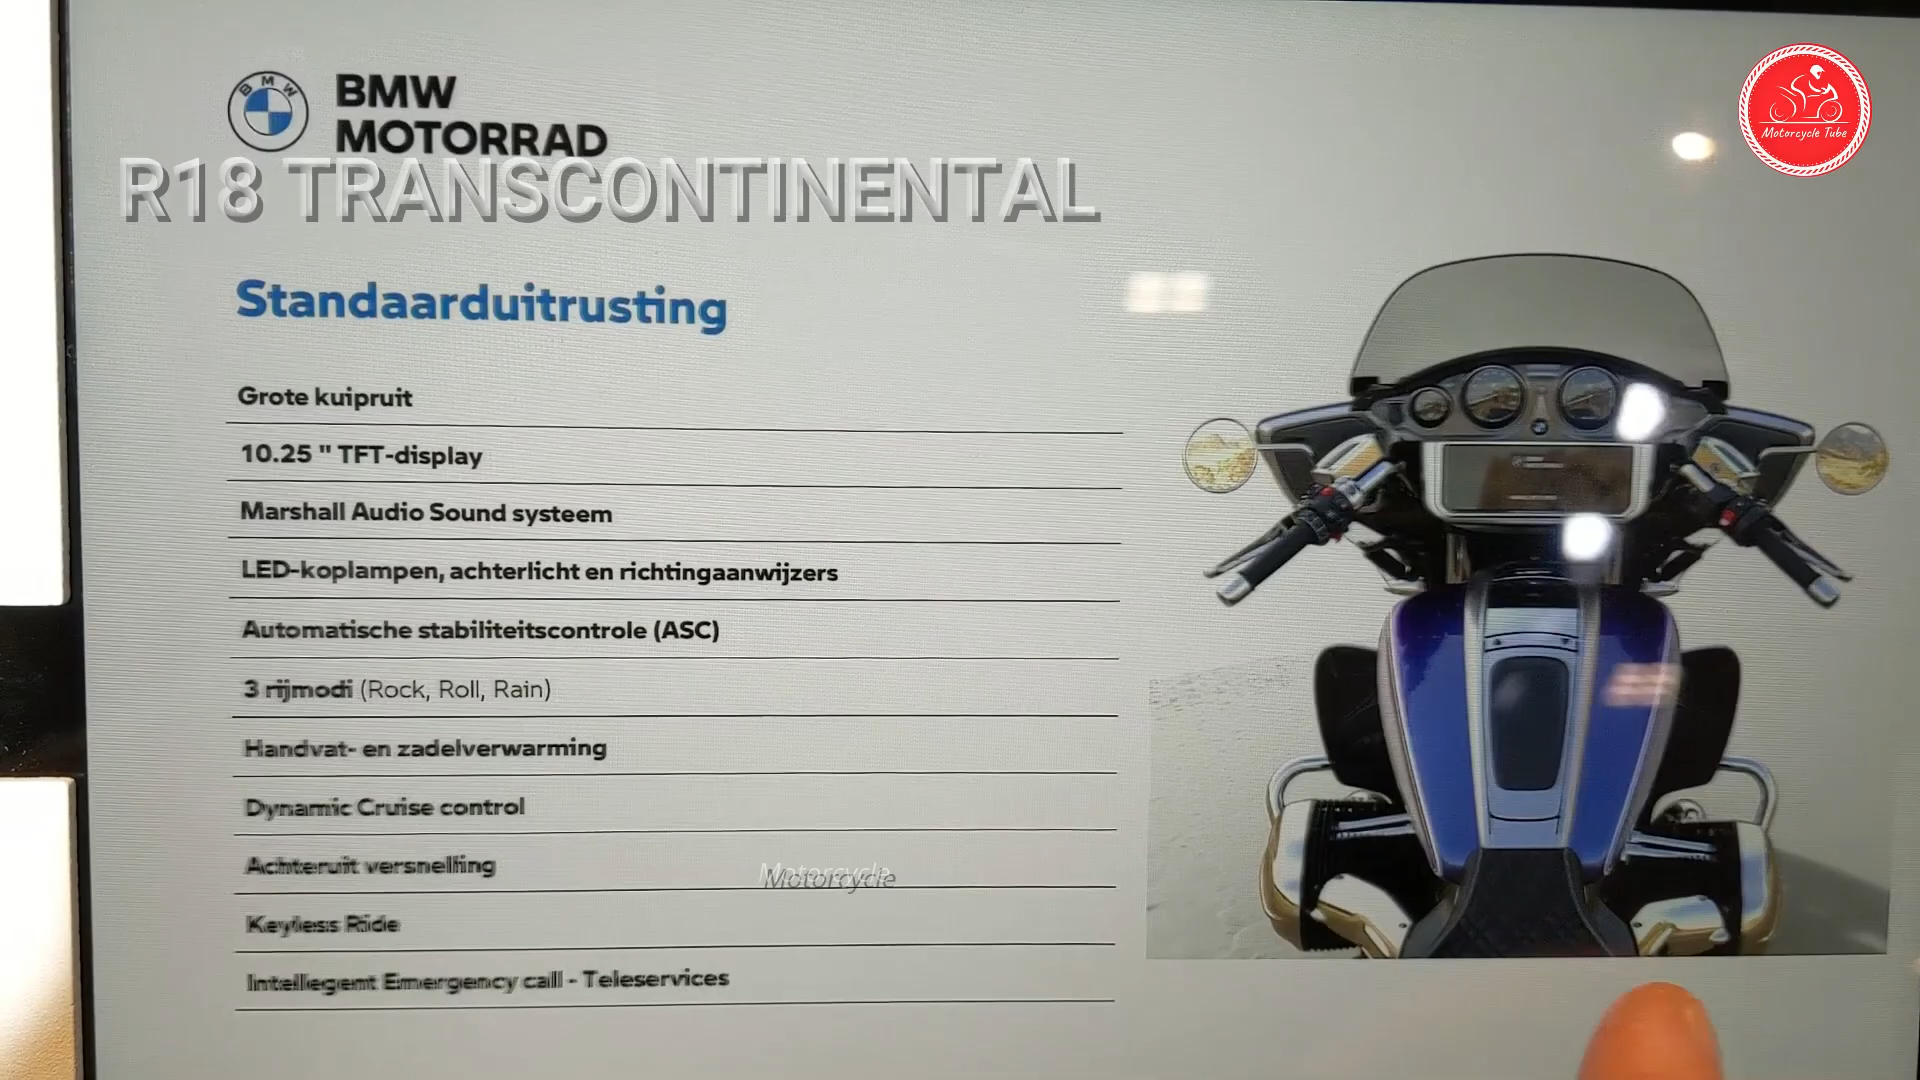 BMW
BMW
MOTORRAD
R18 TRANSCONTINENTAL
Motorcycle Tube
Standaarduitrusting
Grote kuipruit
10.25 " TFT-display
Marshall Audio Sound systeem
LED-koplampen, achterlicht en richtingaanwijzers
Automatische stabiliteitscontrole (ASC)
3 rijmodi (Rock, Roll, Rain)
Handvat- en zadelverwarming
Dynamic Cruise control
Achteruit versnelling
Motorcycle
Keyless Ride
Intellegent Emergency call - Teleservices